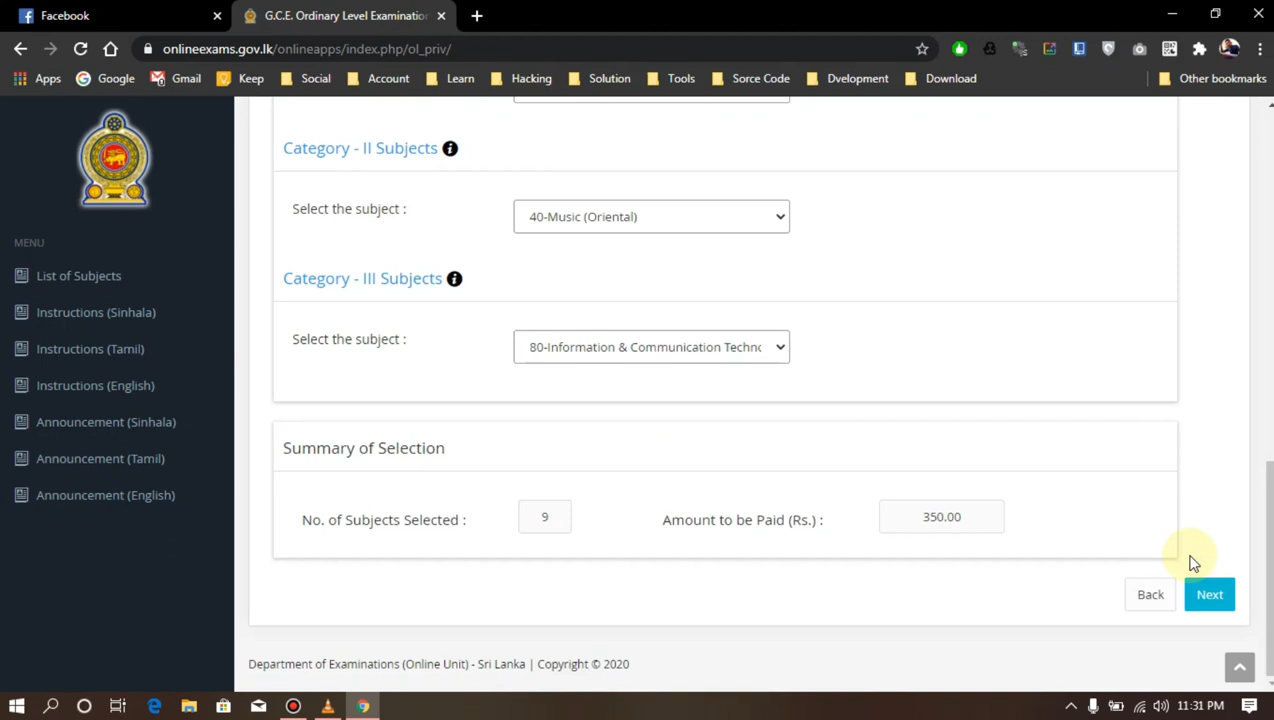 Facebook
G.C.E. Ordinary Level Examinatio
onlineexams.gov.lk/onlineapps/index.php/ol_priv/
Apps Google Gmail Keep Social Account Learn Hacking Solution Tools Sorce Code Dvelopment Download Other bookmarks
MENU
List of Subjects
Instructions (Sinhala)
Instructions (Tamil)
Instructions (English)
Announcement (Sinhala)
Announcement (Tamil)
Announcement (English)
Category - II Subjects
Select the subject :
40-Music (Oriental)
Category - III Subjects
Select the subject :
80-Information & Communication Techno
Summary of Selection
No. of Subjects Selected : 9 Amount to be Paid (Rs.) : 350.00
Back Next
Department of Examinations (Online Unit) - Sri Lanka | Copyright © 2020
11:31 PM